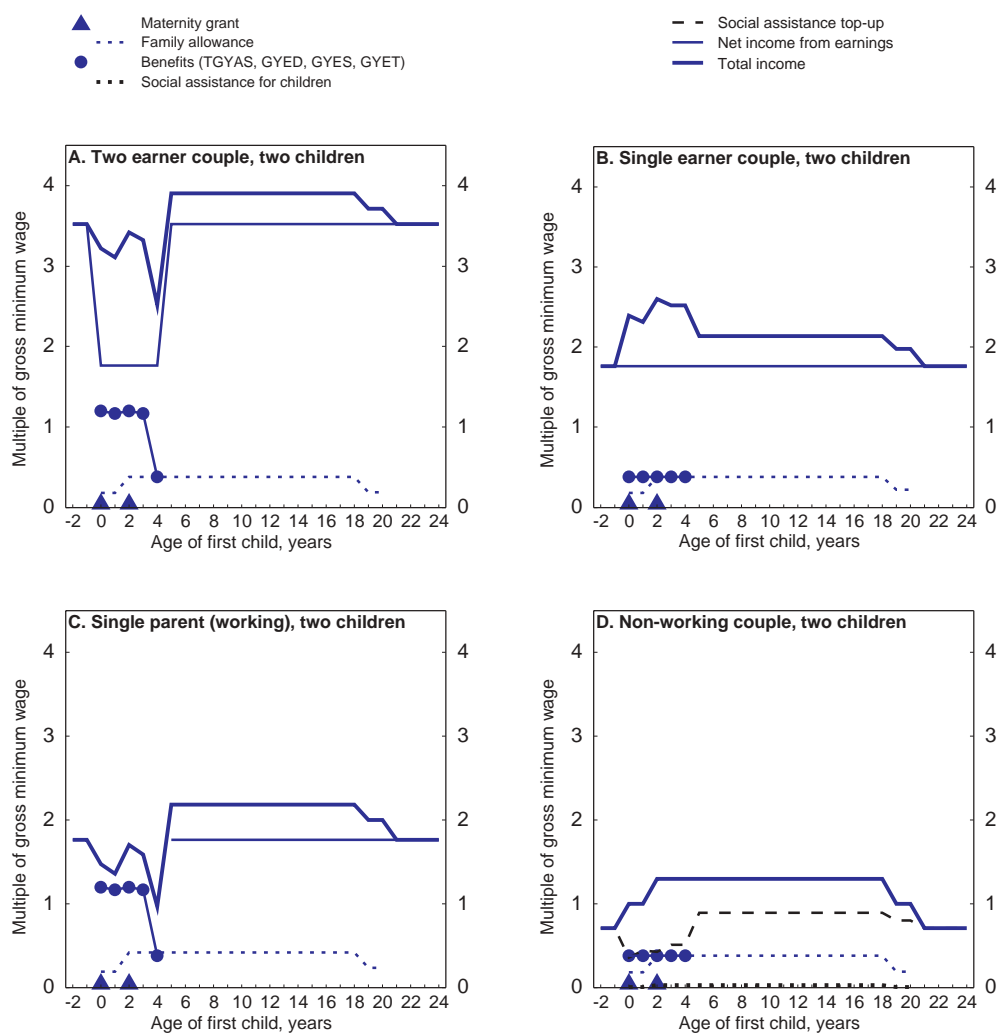 Maternity grant
Family allowance
Benefits (TGYAS, GYED, GYES, GYET)
Social assistance for children
Social assistance top-up
Net income from earnings
Total income
A. Two earner couple, two children
4 4
3 3
2 2
1 1
0 0
Multiple of gross minimum wage
-2 0 2 4 6 8 10 12 14 16 18 20 22 24
Age of first child, years
B. Single earner couple, two children
4 4
3 3
2 2
1 1
0 0
Multiple of gross minimum wage
-2 0 2 4 6 8 10 12 14 16 18 20 22 24
Age of first child, years
C. Single parent (working), two children
4 4
3 3
2 2
1 1
0 0
Multiple of gross minimum wage
-2 0 2 4 6 8 10 12 14 16 18 20 22 24
Age of first child, years
D. Non-working couple, two children
4 4
3 3
2 2
1 1
0 0
Multiple of gross minimum wage
-2 0 2 4 6 8 10 12 14 16 18 20 22 24
Age of first child, years